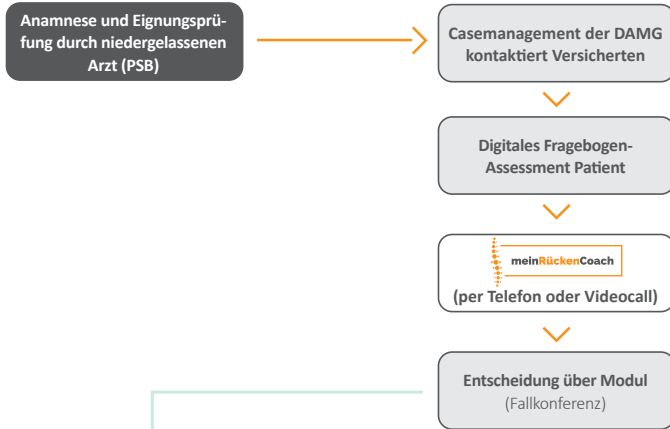 Anamnese und Eignungsprü-
fung durch niedergelassenen
Arzt (PSB)
Casemanagement der DAMG
kontaktiert Versicherten
Digitales Fragebogen-
Assessment Patient
meinRückenCoach
(per Telefon oder Videocall)
Entscheidung über Modul
(Fallkonferenz)